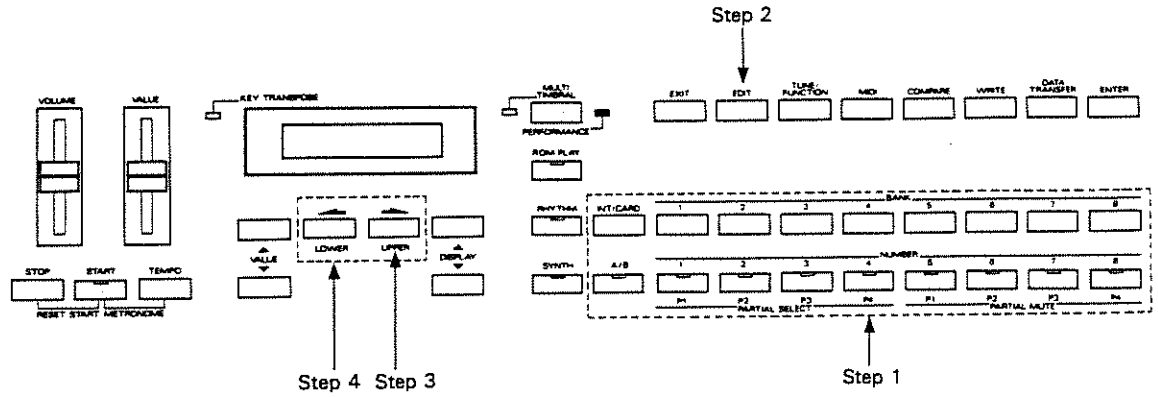 Step 2
VOLUME VALUE KEY TRANSPOSE MULTI TIMBRAL EXIT EDIT TUNE/FUNCTION MIDI COMPARE WRITE DATA TRANSFER ENTER
PERFORMANCE
ROM PLAY
RHYTHM INT/CARD BANK
1 2 3 4 5 6 7 8
VALUE LOWER UPPER DISPLAY
STOP START TEMPO SYNTH A/B NUMBER
1 2 3 4 5 6 7 8
P1 P2 P3 P4 P1 P2 P3 P4
RESET START METRONOME PARTIAL SELECT PARTIAL MUTE
Step 4 Step 3 Step 1